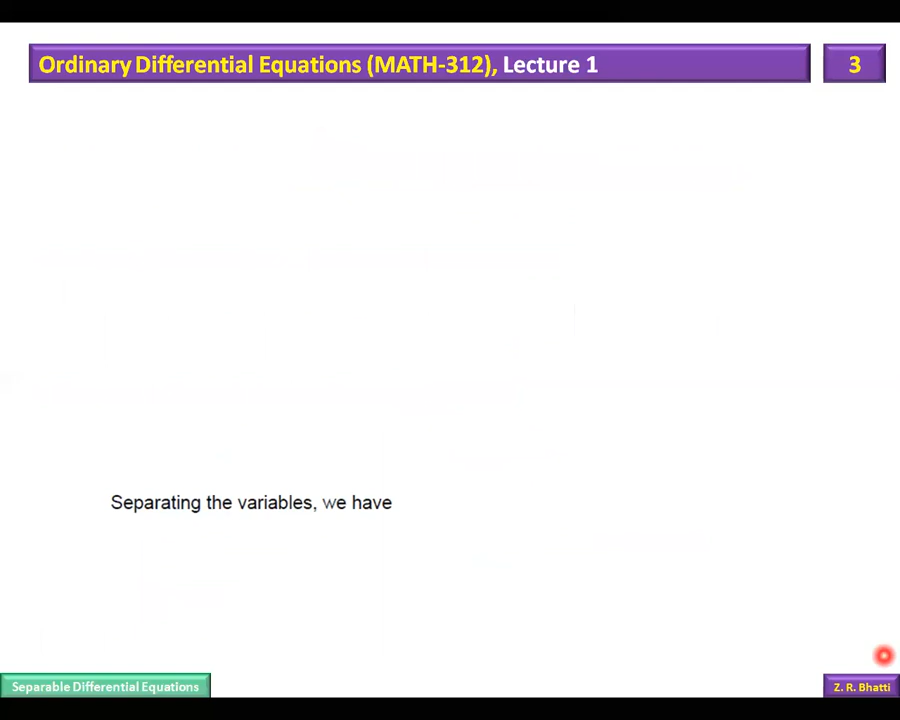 Ordinary Differential Equations (MATH-312), Lecture 1
3
Separating the variables, we have
Separable Differential Equations
Z. R. Bhatti